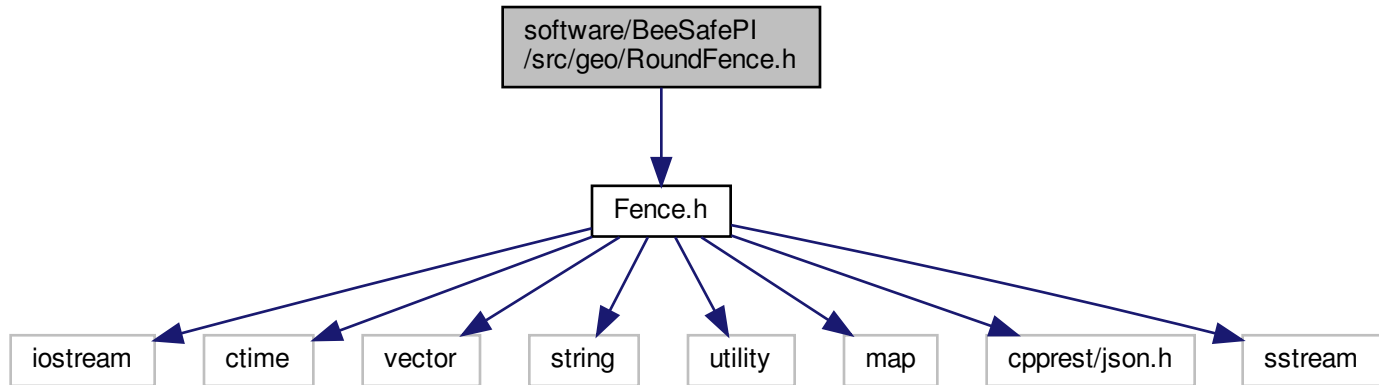 software/BeeSafePI
/src/geo/RoundFence.h
Fence.h
iostream
ctime
vector
string
utility
map
cpprest/json.h
sstream